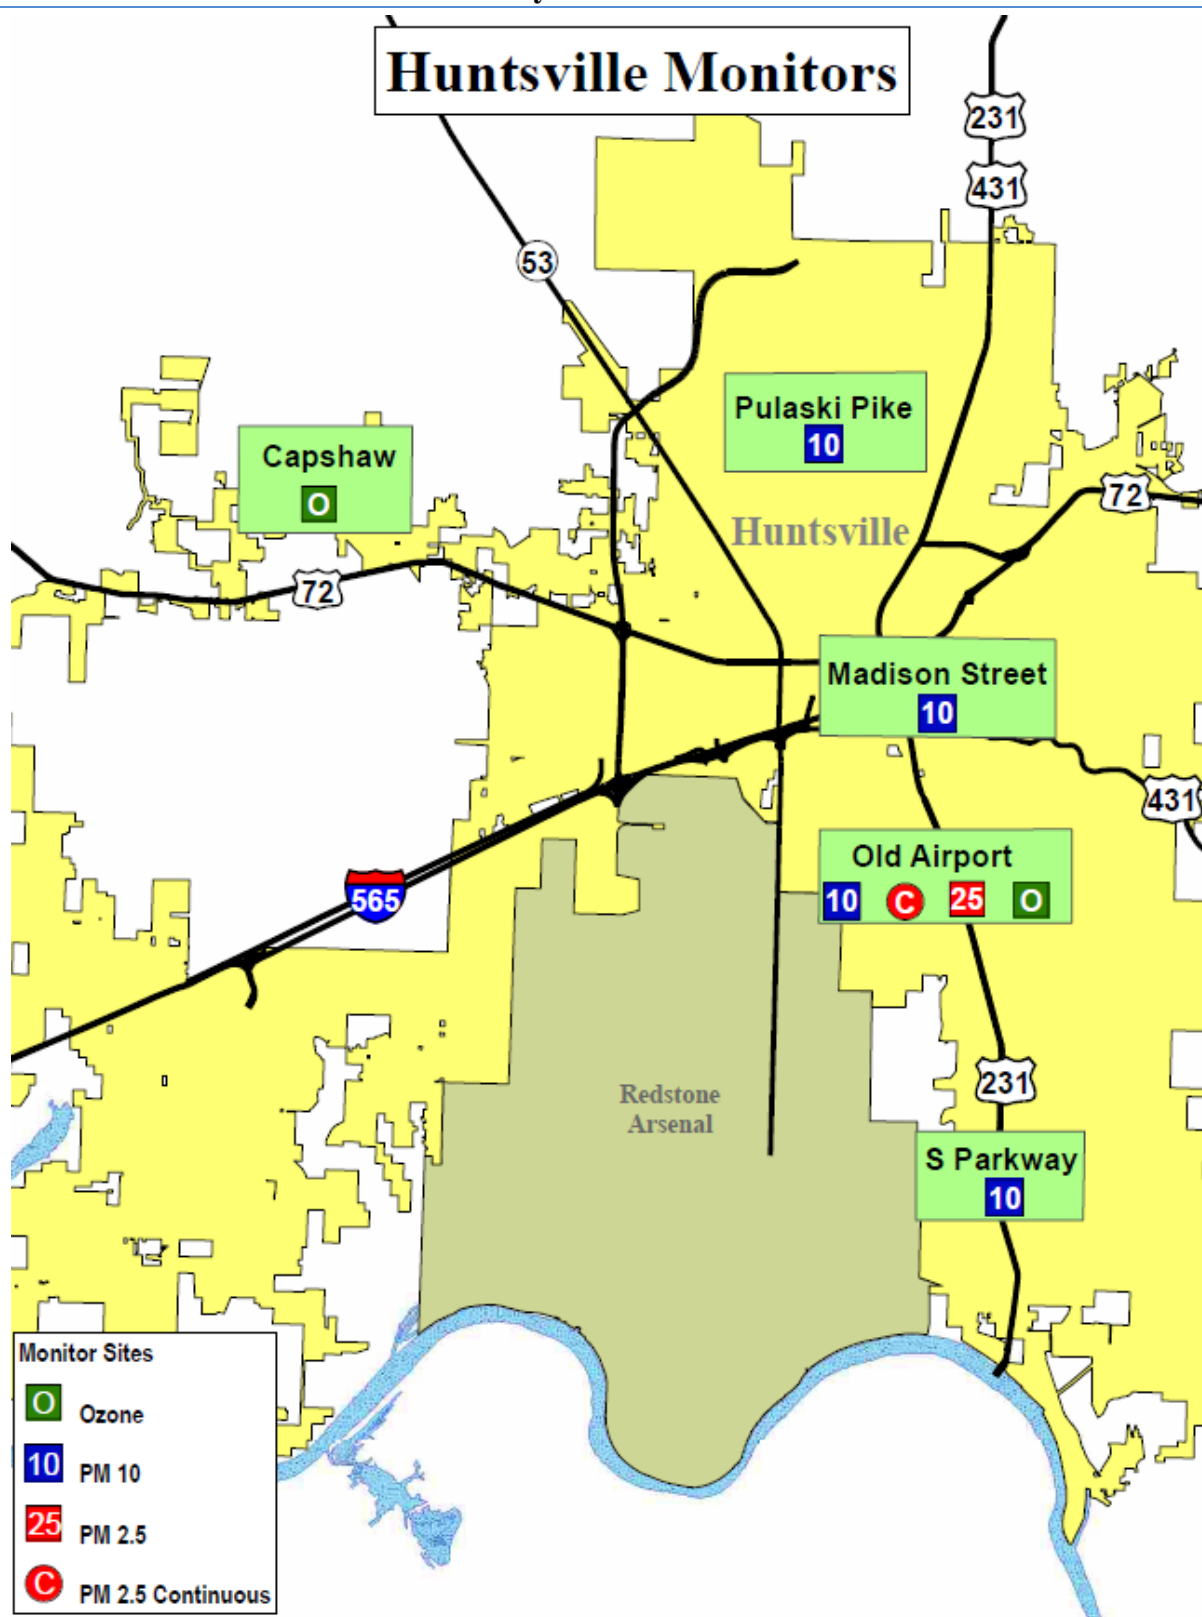 Huntsville Monitors
231
431
53
Pulaski Pike
10
Capshaw
O
72
Huntsville
72
Madison Street
10
431
Old Airport
10 C 25 O
565
231
Redstone
Arsenal
S Parkway
10
Monitor Sites
O Ozone
10 PM 10
25 PM 2.5
C PM 2.5 Continuous